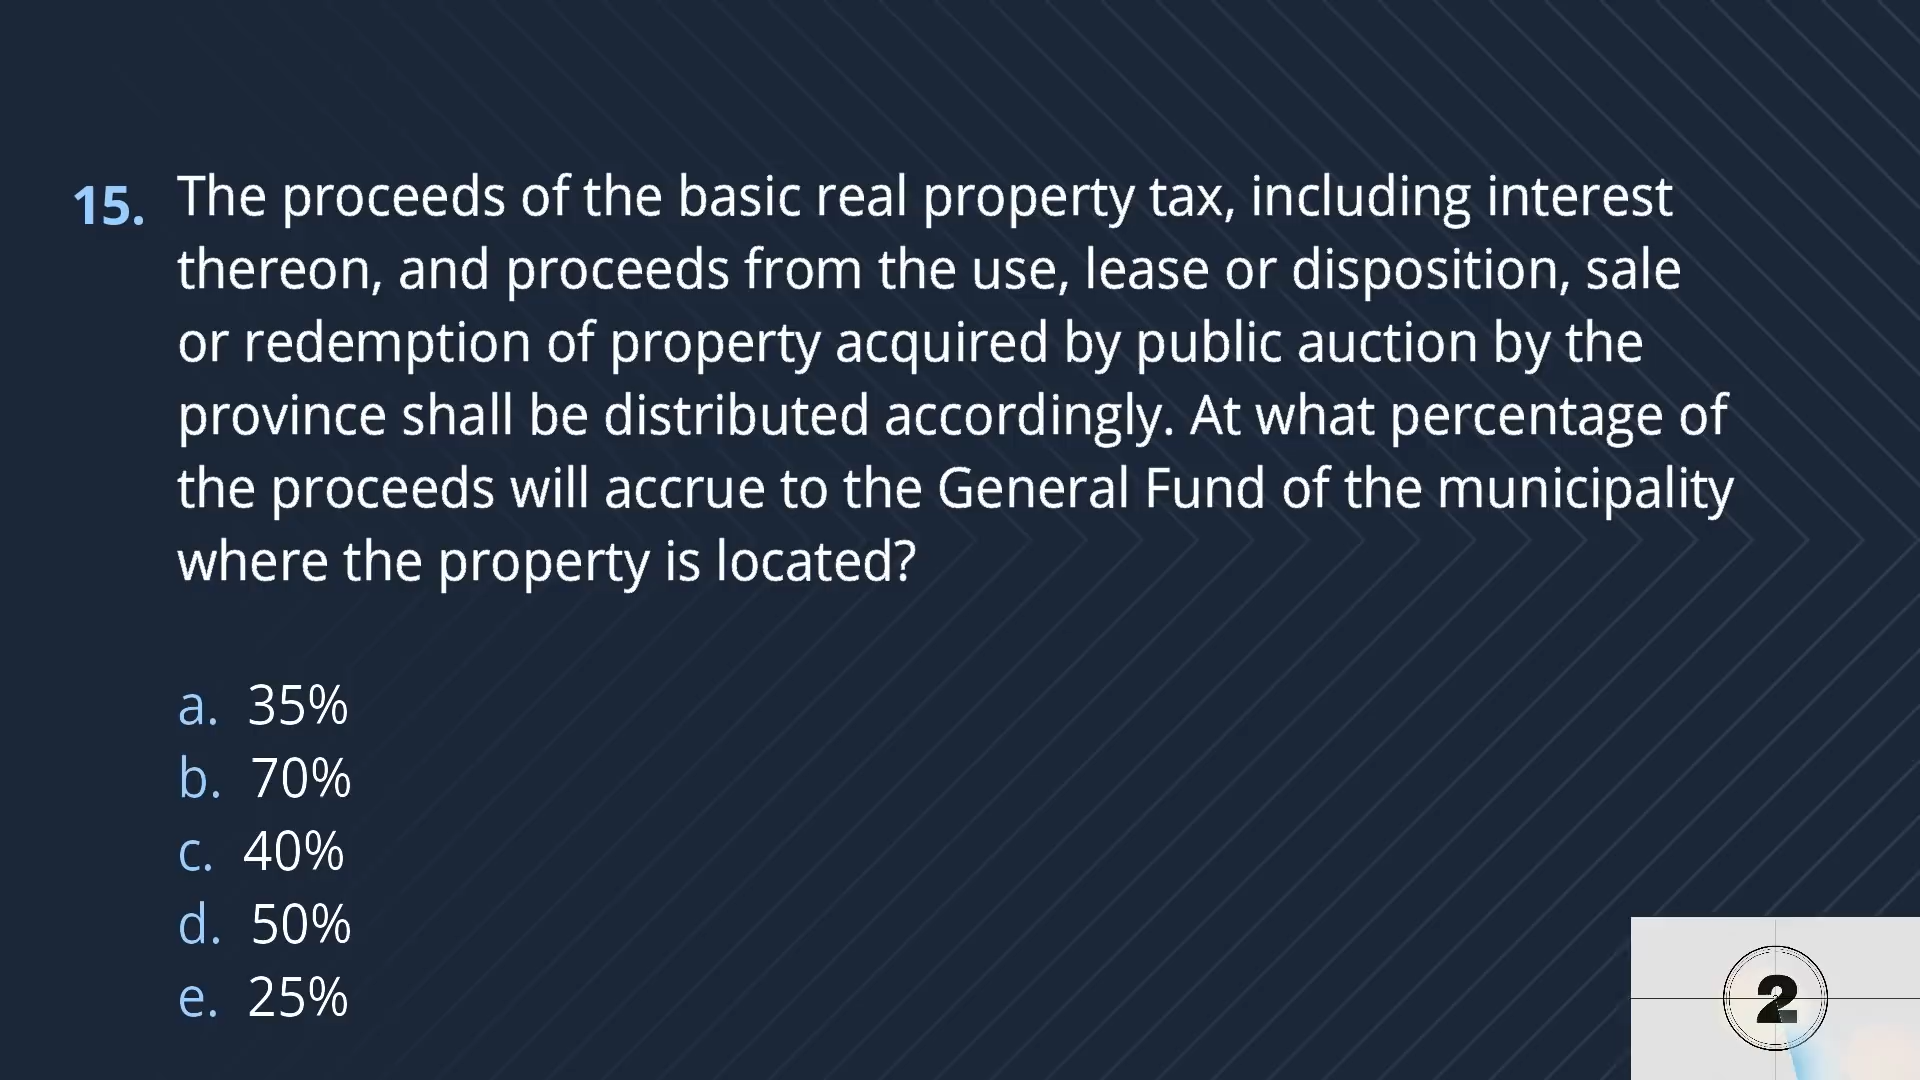 15. The proceeds of the basic real property tax, including interest
thereon, and proceeds from the use, lease or disposition, sale
or redemption of property acquired by public auction by the
province shall be distributed accordingly. At what percentage of
the proceeds will accrue to the General Fund of the municipality
where the property is located?
a. 35%
b. 70%
c. 40%
d. 50%
e. 25%
2